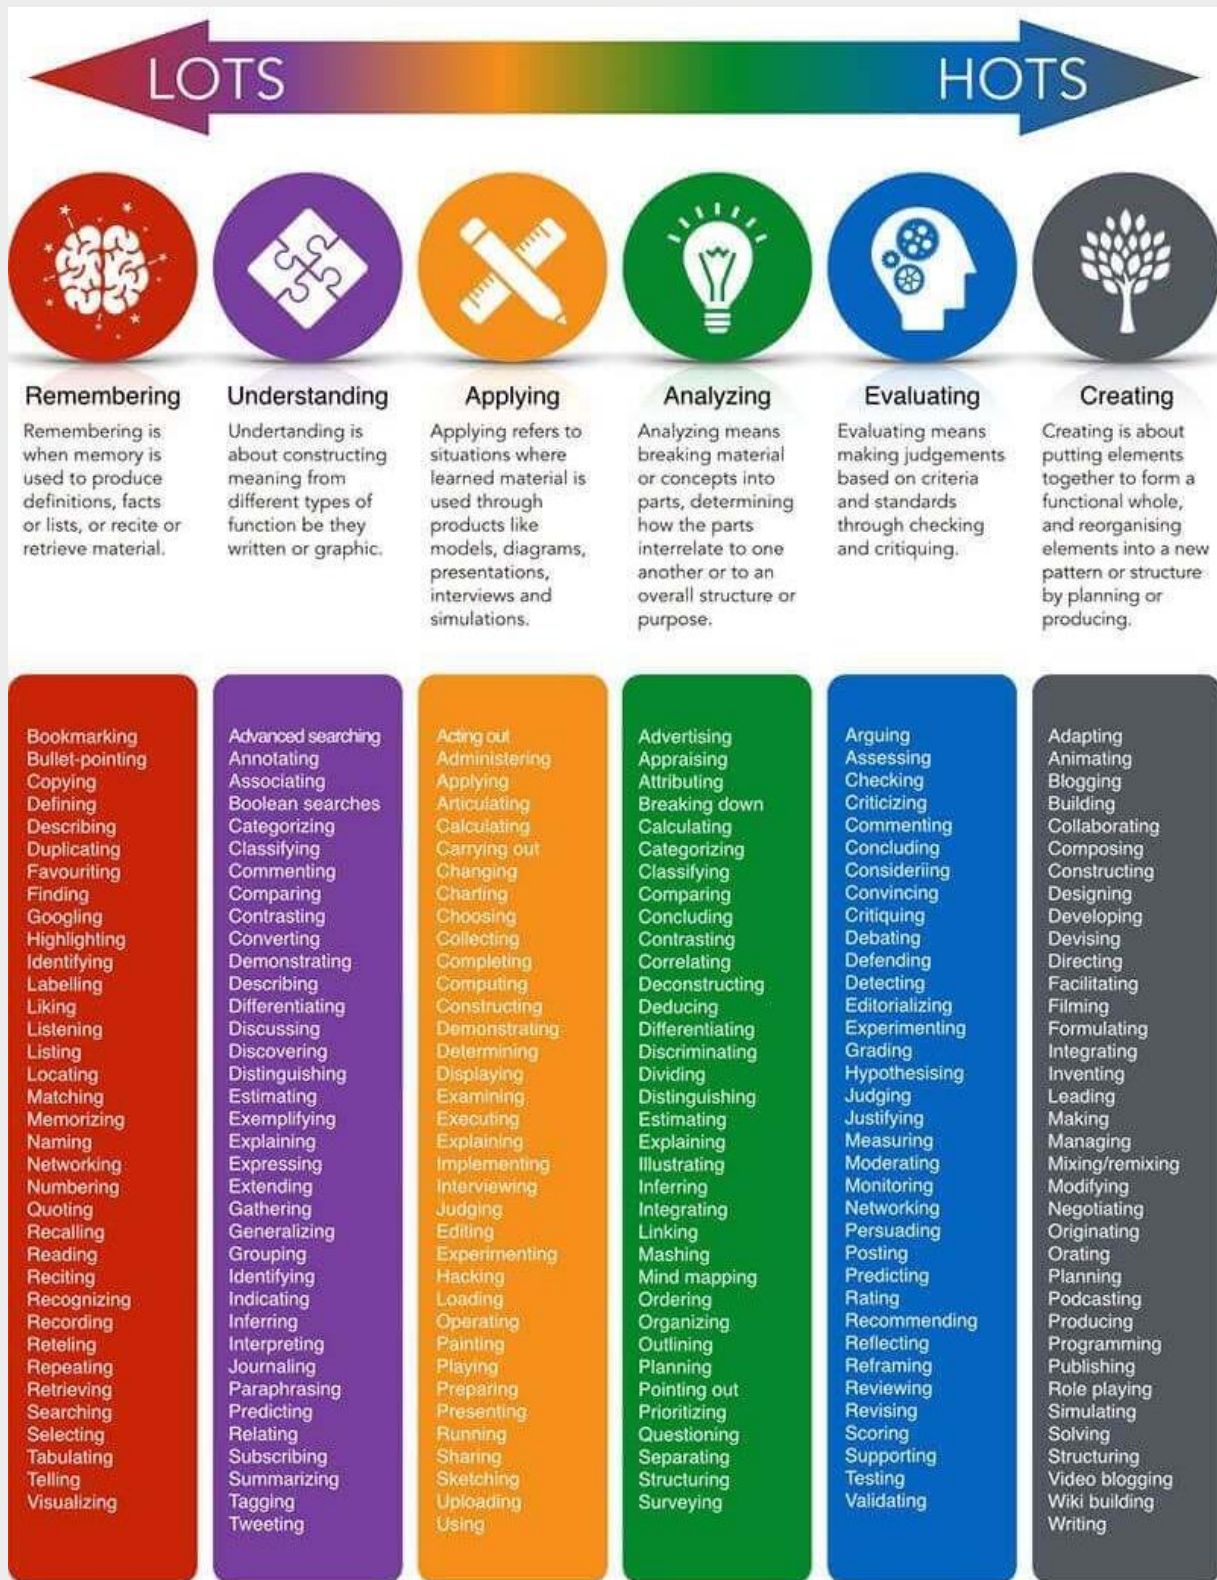 LOTS
HOTS
Remembering
Remembering is
when memory is
used to produce
definitions, facts
or lists, or recite or
retrieve material.
Understanding
Undertanding is
about constructing
meaning from
different types of
function be they
written or graphic.
Applying
Applying refers to
situations where
learned material is
used through
products like
models, diagrams,
presentations,
interviews and
simulations.
Analyzing
Analyzing means
breaking material
or concepts into
parts, determining
how the parts
interrelate to one
another or to an
overall structure or
purpose.
Evaluating
Evaluating means
making judgements
based on criteria
and standards
through checking
and critiquing.
Creating
Creating is about
putting elements
together to form a
functional whole,
and reorganising
elements into a new
pattern or structure
by planning or
producing.
Bookmarking
Bullet-pointing
Copying
Defining
Describing
Duplicating
Favouriting
Finding
Googling
Highlighting
Identifying
Labelling
Liking
Listening
Listing
Locating
Matching
Memorizing
Naming
Networking
Numbering
Quoting
Recalling
Reading
Reciting
Recognizing
Recording
Reteling
Repeating
Retrieving
Searching
Selecting
Tabulating
Telling
Visualizing
Advanced searching
Annotating
Associating
Boolean searches
Categorizing
Classifying
Commenting
Comparing
Contrasting
Converting
Demonstrating
Describing
Differentiating
Discussing
Discovering
Distinguishing
Estimating
Exemplifying
Explaining
Expressing
Extending
Gathering
Generalizing
Grouping
Identifying
Indicating
Inferring
Interpreting
Journaling
Paraphrasing
Predicting
Relating
Subscribing
Summarizing
Tagging
Tweeting
Acting out
Administering
Applying
Articulating
Calculating
Carrying out
Changing
Charting
Choosing
Collecting
Completing
Computing
Constructing
Demonstrating
Determining
Displaying
Examining
Executing
Explaining
Implementing
Interviewing
Judging
Editing
Experimenting
Hacking
Loading
Operating
Painting
Playing
Preparing
Presenting
Running
Sharing
Sketching
Uploading
Using
Advertising
Appraising
Attributing
Breaking down
Calculating
Categorizing
Classifying
Comparing
Concluding
Contrasting
Correlating
Deconstructing
Deducing
Differentiating
Discriminating
Dividing
Distinguishing
Estimating
Explaining
Illustrating
Inferring
Integrating
Linking
Mashing
Mind mapping
Ordering
Organizing
Outlining
Planning
Pointing out
Prioritizing
Questioning
Separating
Structuring
Surveying
Arguing
Assessing
Checking
Criticizing
Commenting
Concluding
Consideriing
Convincing
Critiquing
Debating
Defending
Detecting
Editorializing
Experimenting
Grading
Hypothesising
Judging
Justifying
Measuring
Moderating
Monitoring
Networking
Persuading
Posting
Predicting
Rating
Recommending
Reflecting
Reframing
Reviewing
Revising
Scoring
Supporting
Testing
Validating
Adapting
Animating
Blogging
Building
Collaborating
Composing
Constructing
Designing
Developing
Devising
Directing
Facilitating
Filming
Formulating
Integrating
Inventing
Leading
Making
Managing
Mixing/remixing
Modifying
Negotiating
Originating
Orating
Planning
Podcasting
Producing
Programming
Publishing
Role playing
Simulating
Solving
Structuring
Video blogging
Wiki building
Writing